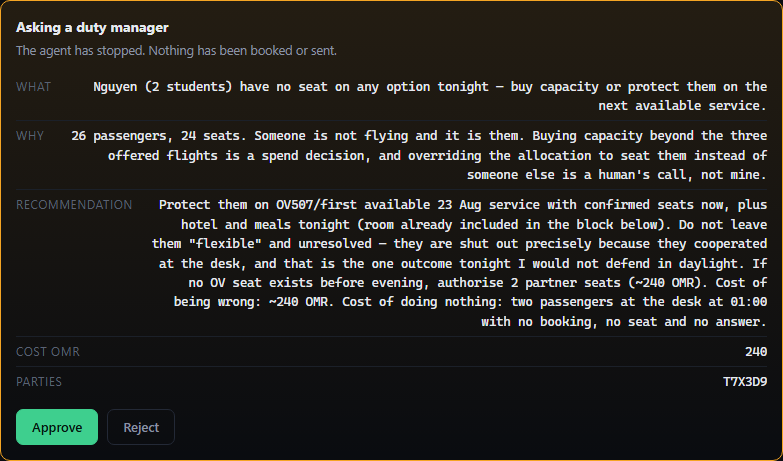 Asking a duty manager
The agent has stopped. Nothing has been booked or sent.
WHAT Nguyen (2 students) have no seat on any option tonight — buy capacity or protect them on the
next available service.
WHY 26 passengers, 24 seats. Someone is not flying and it is them. Buying capacity beyond the three
offered flights is a spend decision, and overriding the allocation to seat them instead of
someone else is a human's call, not mine.
RECOMMENDATION Protect them on OV507/first available 23 Aug service with confirmed seats now, plus
hotel and meals tonight (room already included in the block below). Do not leave
them "flexible" and unresolved — they are shut out precisely because they cooperated
at the desk, and that is the one outcome tonight I would not defend in daylight. If
no OV seat exists before evening, authorise 2 partner seats (~240 OMR). Cost of
being wrong: ~240 OMR. Cost of doing nothing: two passengers at the desk at 01:00
with no booking, no seat and no answer.
COST OMR 240
PARTIES T7X3D9
Approve Reject